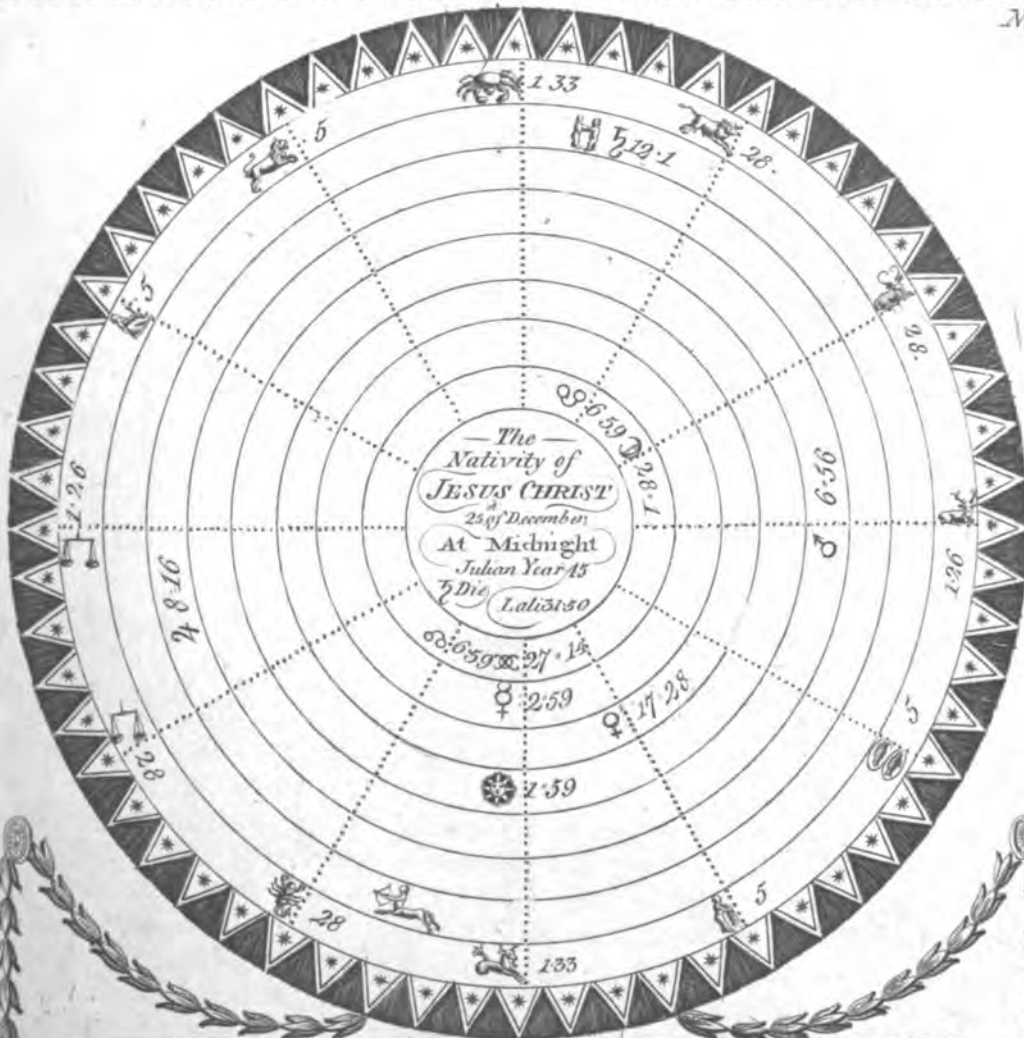 N
1·33
5
♄ 12·1
28·
5
28·
☋ 6 59
☽ 28·1
9·56
♂
1·26
1·26
♃ 8·16
— The —
Nativity of
JESUS CHRIST
25 of December
At Midnight
Julian Year 45
♄ Die
Lati 31·50
☊ 6·59
27·14
☿ 2·59
♀ 17·28
☉ 1·59
5
28
28
5
1·33